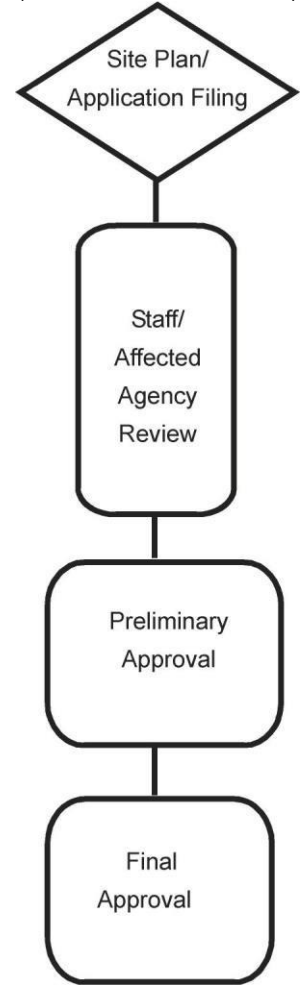 Site Plan/
Application Filing
Staff/
Affected
Agency
Review
Preliminary
Approval
Final
Approval